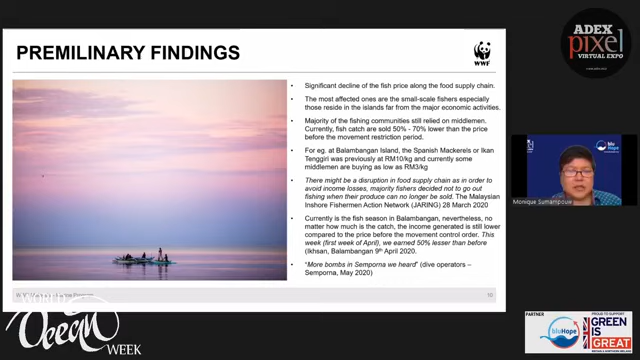 PREMILINARY FINDINGS
WWF
Significant decline of the fish price along the food supply chain.
The most affected ones are the small-scale fishers especially
those reside in the islands far from the major economic activities.
Majority of the fishing communities still relied on middlemen.
Currently, fish catch are sold 50% - 70% lower than the price
before the movement restriction period.
For eg. at Balambangan Island, the Spanish Mackerels or Ikan
Tenggiri was previously at RM10/kg and currently some
middlemen are buying as low as RM3/kg
There might be a disruption in food supply chain as in order to
avoid income losses, majority fishers decided not to go out
fishing when their produce can no longer be sold. The Malaysian
Inshore Fishermen Action Network (JARING) 28 March 2020
Currently is the fish season in Balambangan, nevertheless, no
matter how much is the catch, the income generated is still lower
compared to the price before the movement control order. This
week (first week of April), we earned 50% lesser than before
(Ikhsan, Balambangan 9th April 2020.
"More bombs in Semporna we heard" (dive operators –
Semporna, May 2020)
10
ADEX
pixel
VIRTUAL EXPO
Monique Sumampouw
WORLD
Ocean
WEEK
PARTNER
bluHope
PROUD TO SUPPORT
GREEN
IS
GREAT